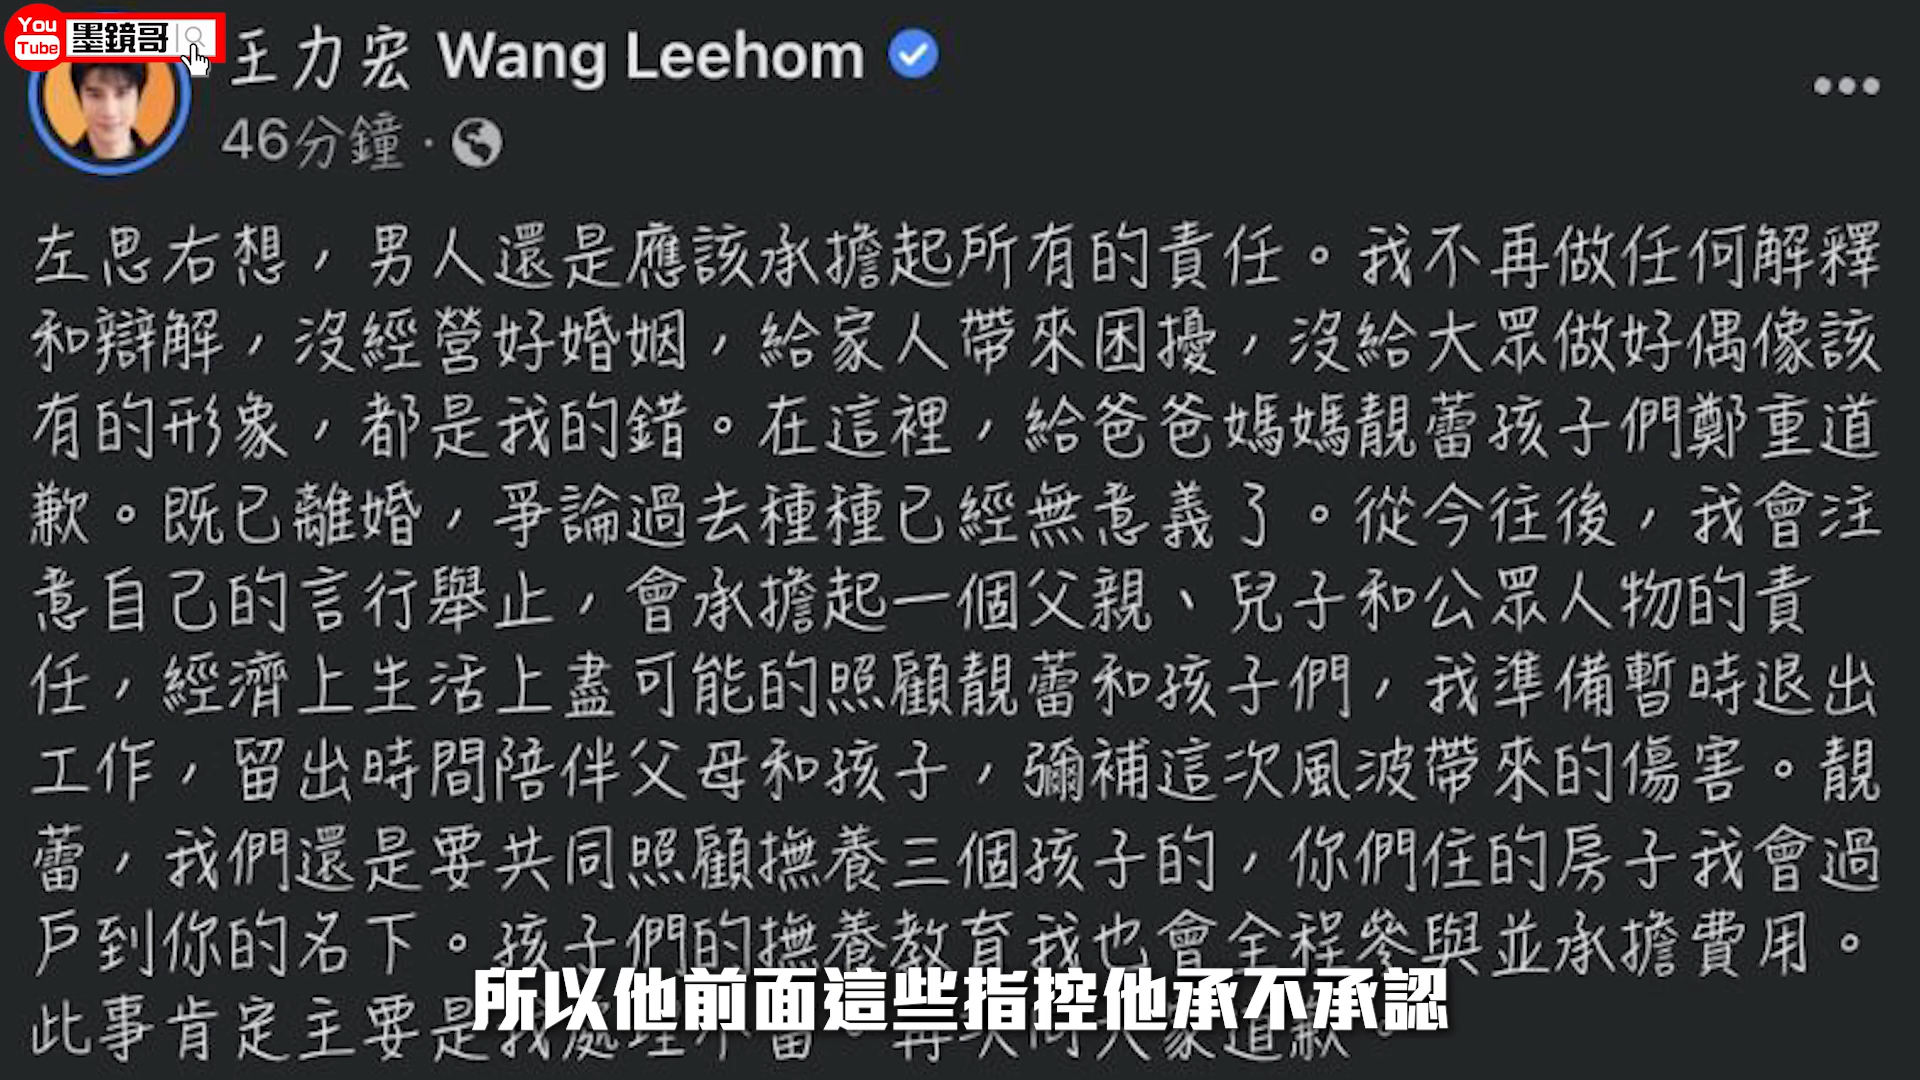 You
Tube
墨鏡哥
王力宏 Wang Leehom
46分鐘 ·
左思右想，男人還是應該承擔起所有的責任。我不再做任何解釋
和辯解，沒經營好婚姻，給家人帶來困擾，沒給大眾做好偶像該
有的形象，都是我的錯。在這裡，給爸爸媽媽靚蕾孩子們鄭重道
歉。既已離婚，爭論過去種種已經無意義了。從今往後，我會注
意自己的言行舉止，會承擔起一個父親、兒子和公眾人物的責
任，經濟上生活上盡可能的照顧靚蕾和孩子們，我準備暫時退出
工作，留出時間陪伴父母和孩子，彌補這次風波帶來的傷害。靚
蕾，我們還是要共同照顧撫養三個孩子的，你們住的房子我會過
戶到你的名下。孩子們的撫養教育我也會全程參與並承擔費用。
此事肯定主要是我處理不當。再次向大家道歉。
所以他前面這些指控他承不承認